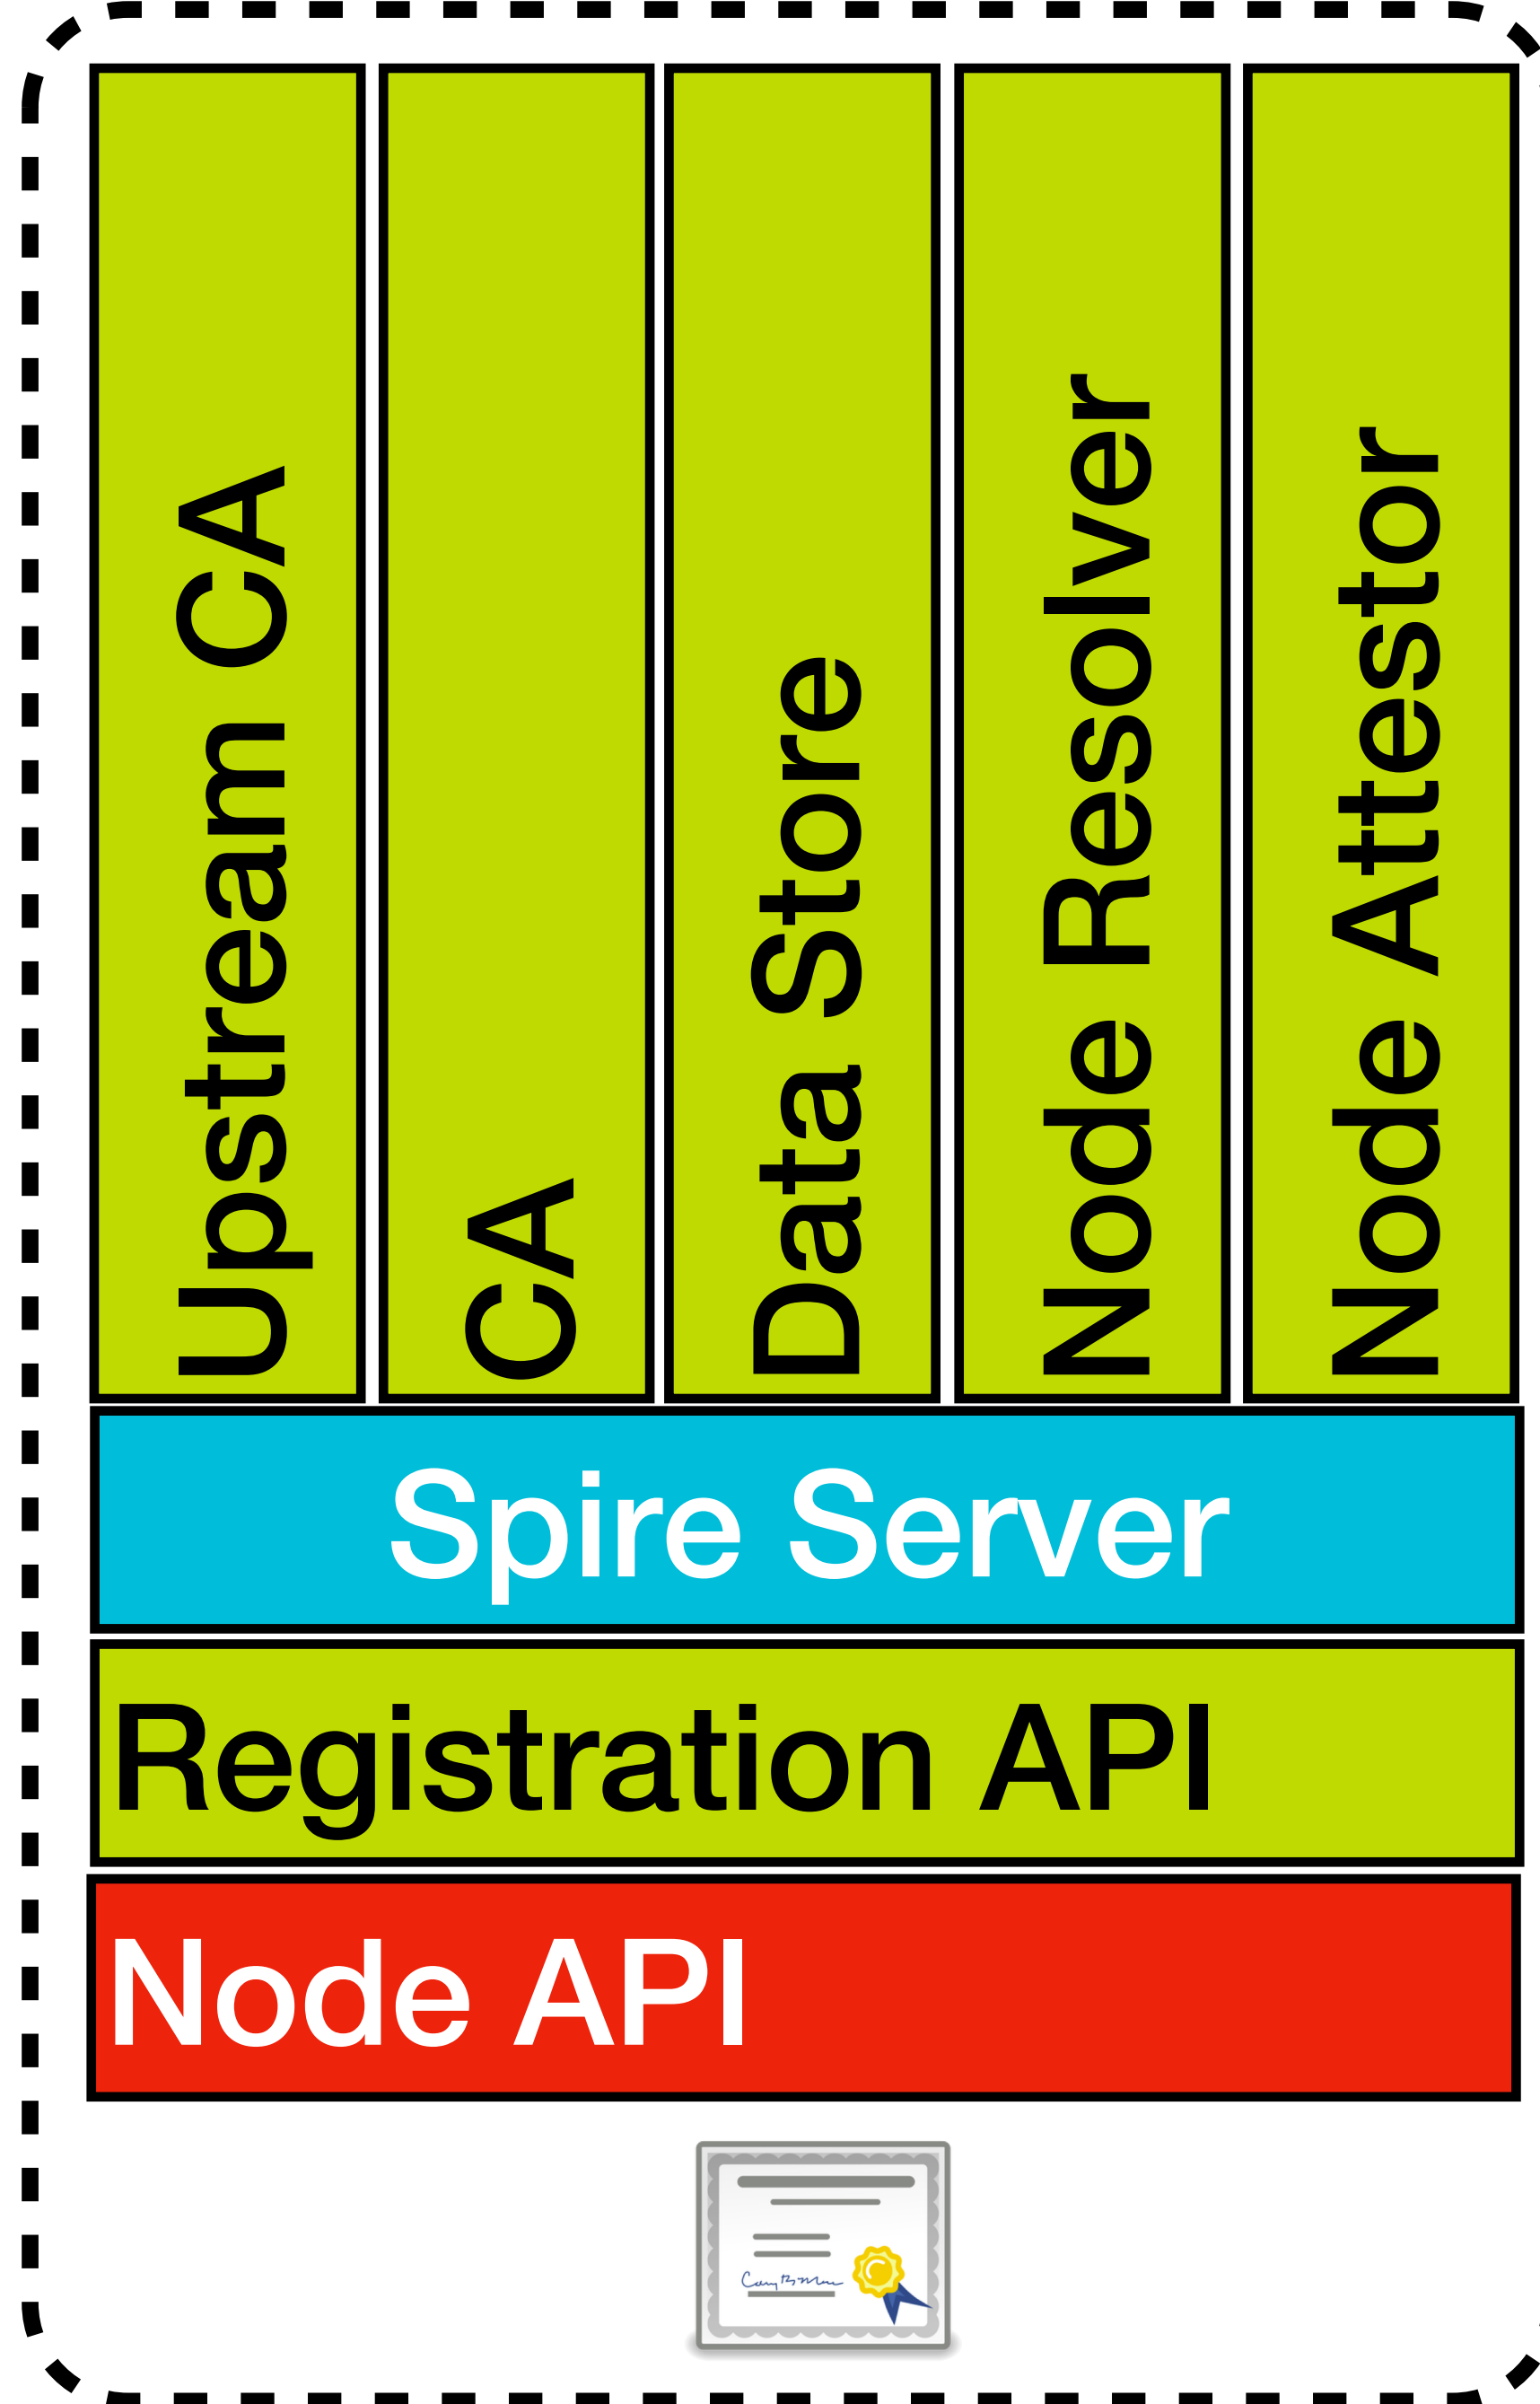 Upstream CA
CA
Data Store
Node Resolver
Node Attestor
Spire Server
Registration API
Node API